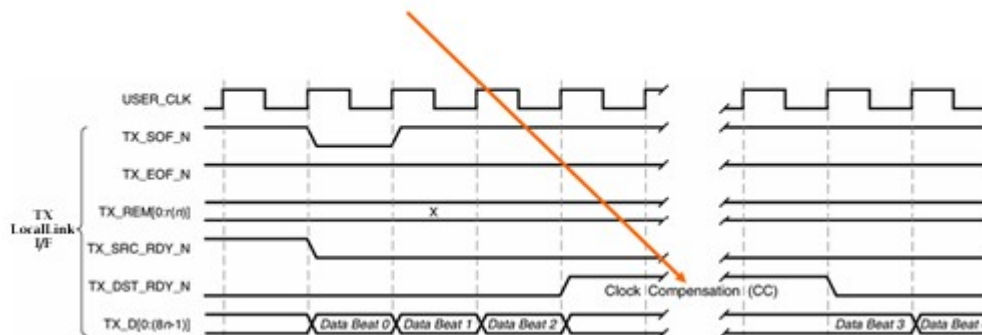 USER_CLK
TX_SOF_N
TX_EOF_N
TX_REM[0:r(n)]
X
TX
LocalLink
I/F
TX_SRC_RDY_N
TX_DST_RDY_N
Clock Compensation (CC)
TX_D[0:(8n-1)]
Data Beat 0
Data Beat 1
Data Beat 2
Data Beat 3
Data Beat